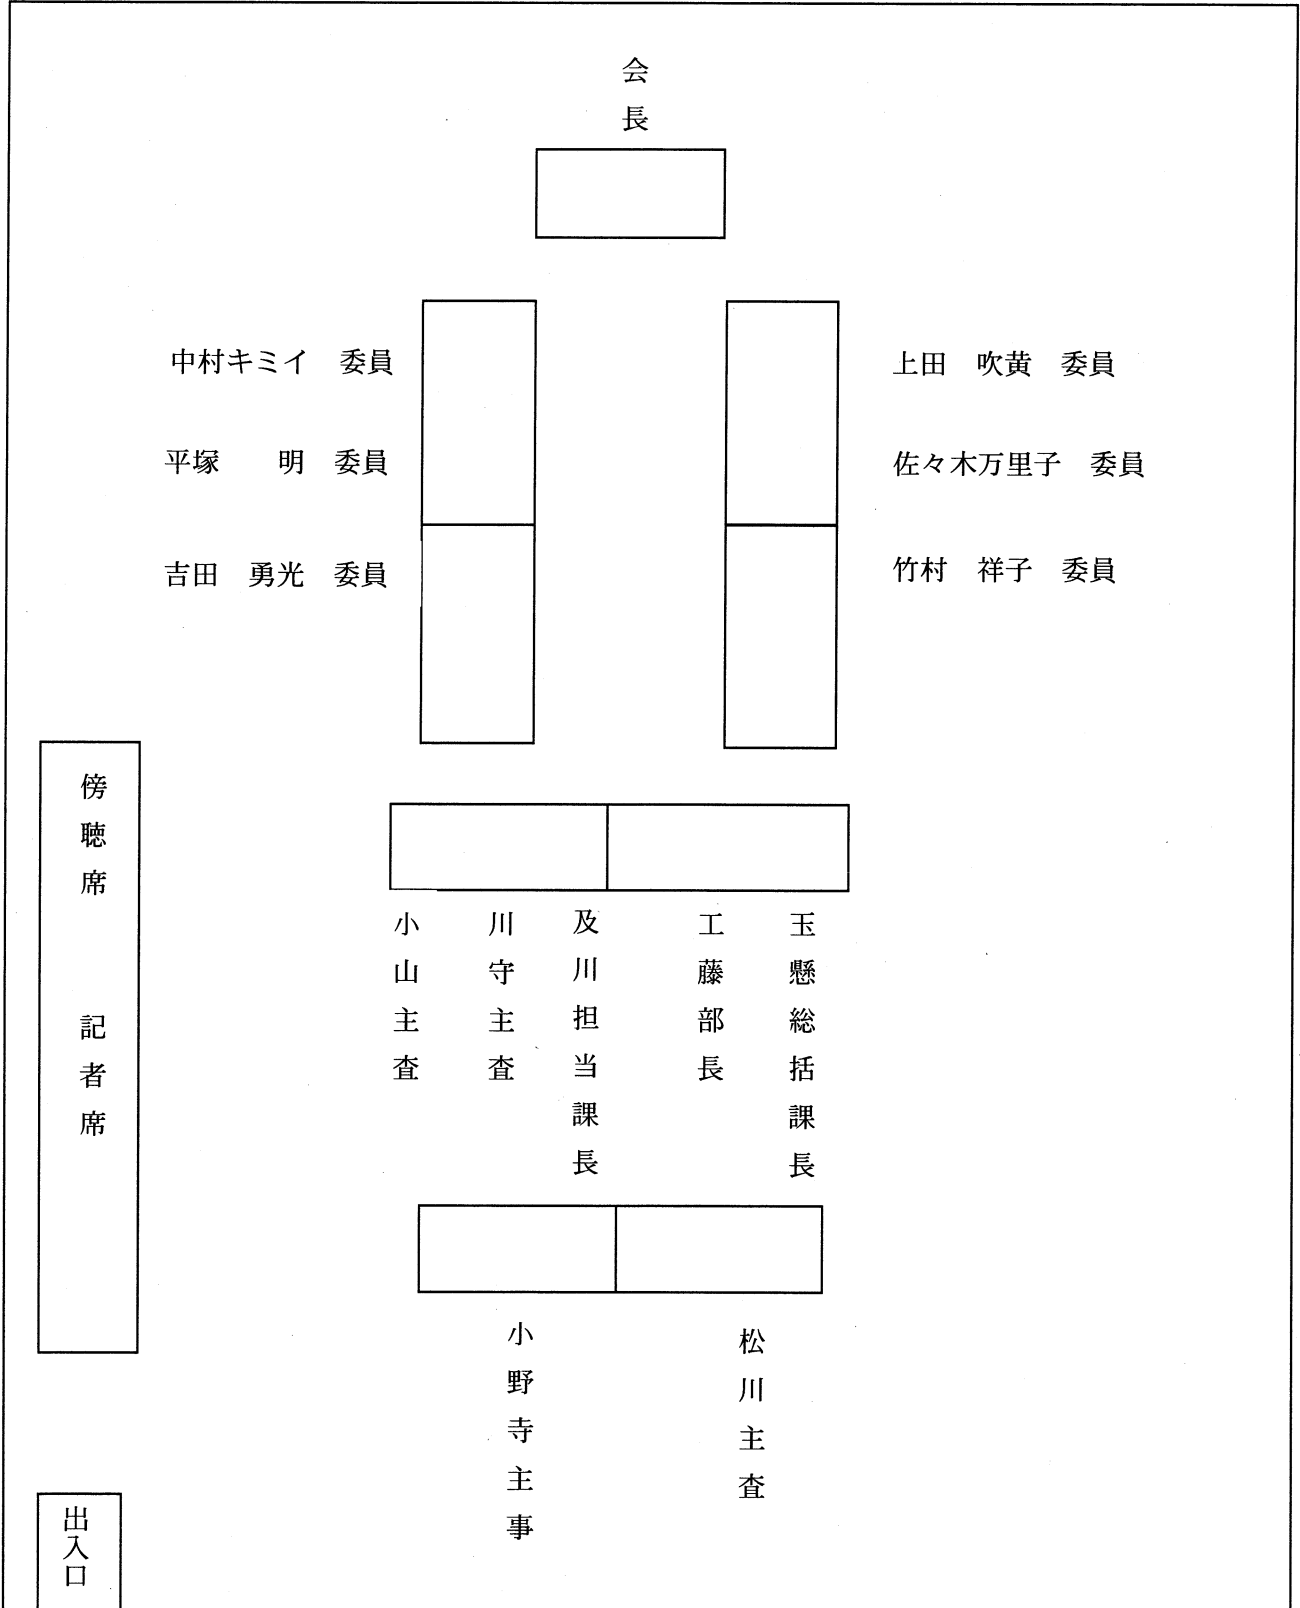 会長
中村キミイ　委員
上田　吹黄　委員
平塚　　明　委員
佐々木万里子　委員
吉田　勇光　委員
竹村　祥子　委員
傍聴席　　記者席
小山主査
川守主査
及川担当課長
工藤部長
玉懸総括課長
小野寺主事
松川主査
出入口